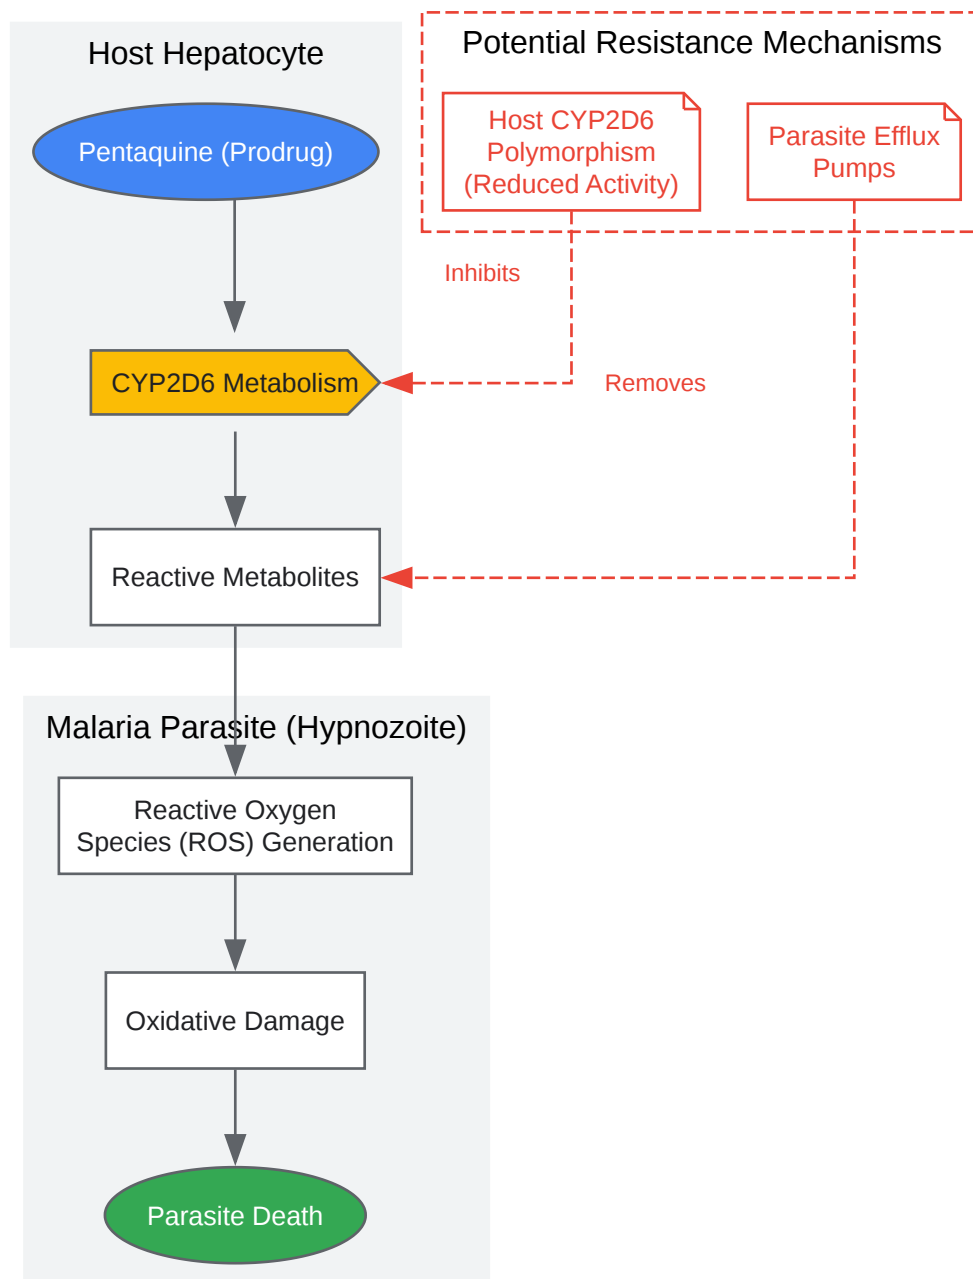 Host Hepatocyte
Pentaquine (Prodrug)
CYP2D6 Metabolism
Reactive Metabolites
Potential Resistance Mechanisms
Host CYP2D6
Polymorphism
(Reduced Activity)
Parasite Efflux
Pumps
Inhibits
Removes
Malaria Parasite (Hypnozoite)
Reactive Oxygen
Species (ROS) Generation
Oxidative Damage
Parasite Death